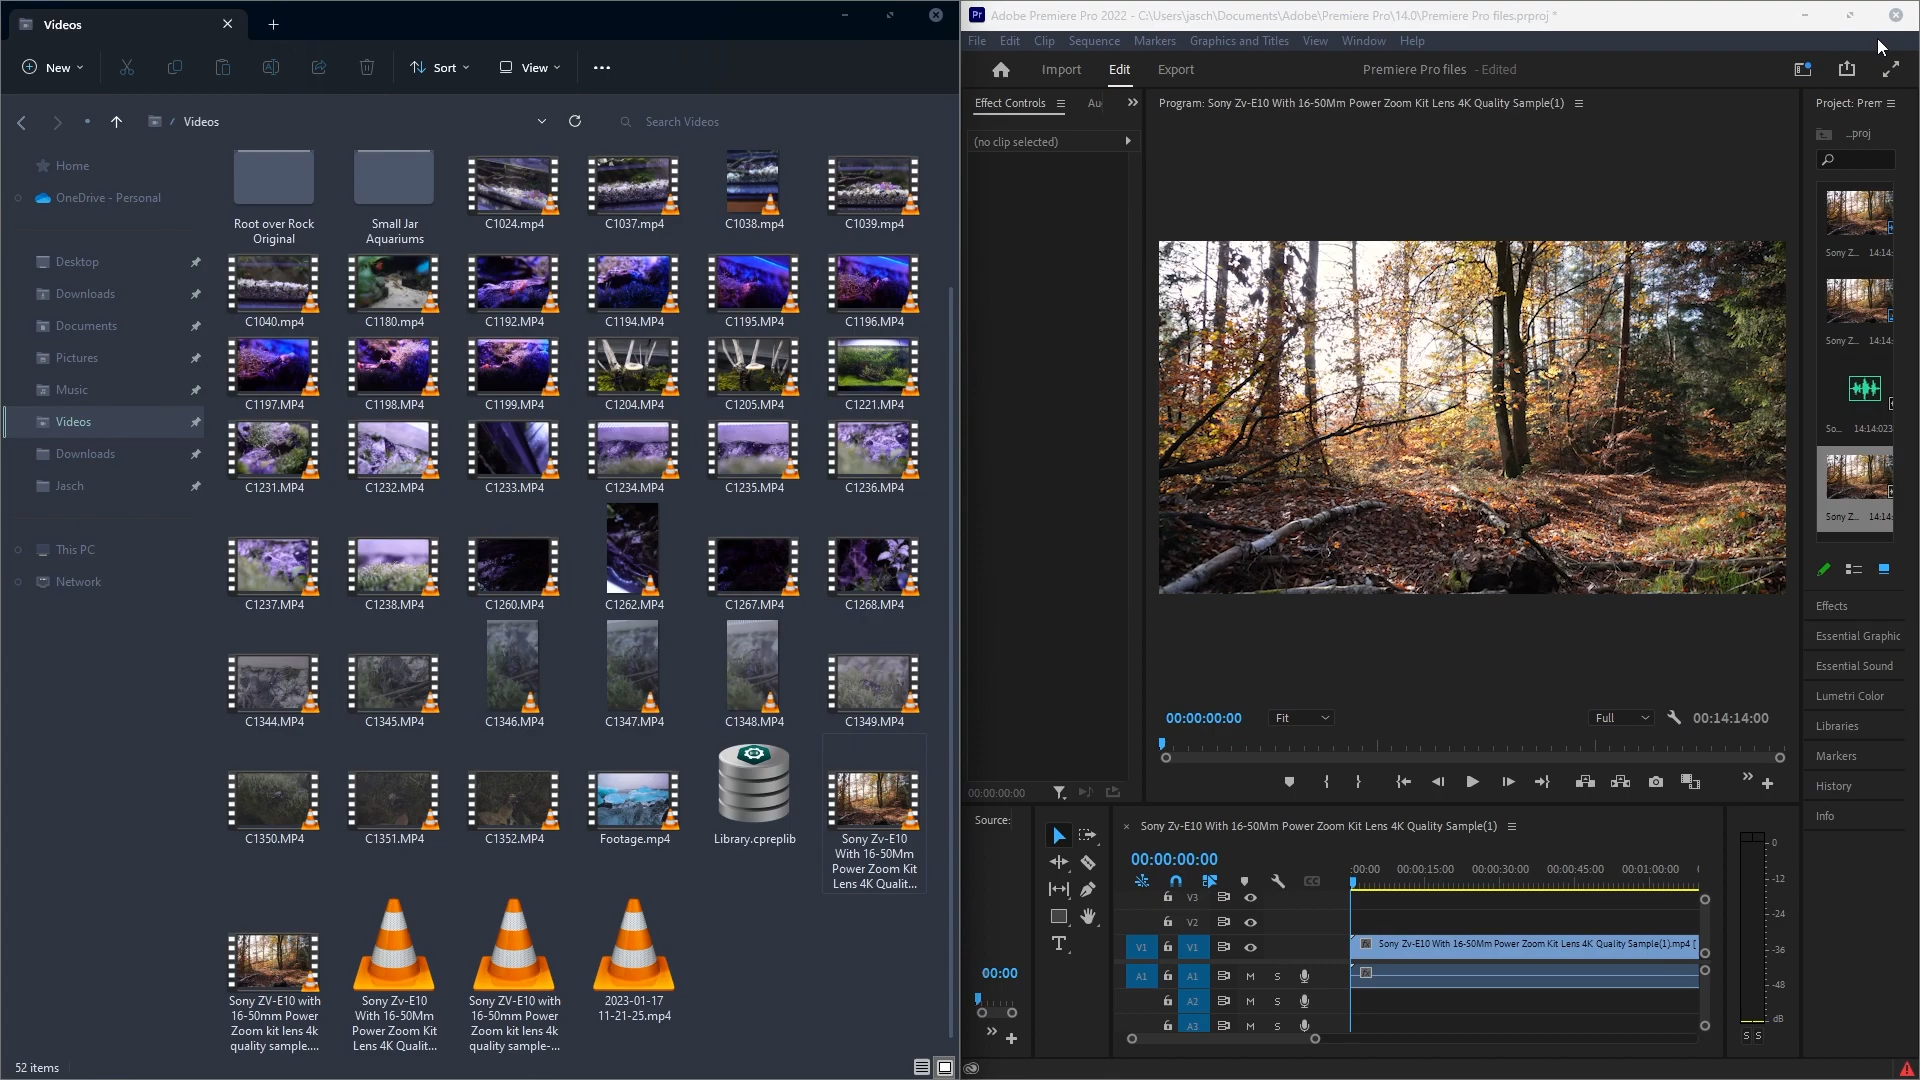 Videos
New
Sort
View
Videos
Search Videos
Home
OneDrive - Personal
Desktop
Downloads
Documents
Pictures
Music
Videos
Downloads
Jasch
This PC
Network
Root over Rock Original
Small Jar Aquariums
C1024.mp4
C1037.mp4
C1038.mp4
C1039.mp4
C1040.mp4
C1180.mp4
C1192.MP4
C1194.MP4
C1195.MP4
C1196.MP4
C1197.MP4
C1198.MP4
C1199.MP4
C1204.MP4
C1205.MP4
C1221.MP4
C1231.MP4
C1232.MP4
C1233.MP4
C1234.MP4
C1235.MP4
C1236.MP4
C1237.MP4
C1238.MP4
C1260.MP4
C1262.MP4
C1267.MP4
C1268.MP4
C1344.MP4
C1345.MP4
C1346.MP4
C1347.MP4
C1348.MP4
C1349.MP4
C1350.MP4
C1351.MP4
C1352.MP4
Footage.mp4
Library.cpreplib
Sony Zv-E10
With 16-50Mm
Power Zoom Kit
Lens 4K Qualit...
Sony ZV-E10 with
16-50mm Power
Zoom Kit lens 4k
quality sample....
Sony Zv-E10
With 16-50Mm
Power Zoom Kit
Lens 4K Qualit...
Sony ZV-E10 with
16-50mm Power
Zoom kit lens 4k
quality sample-...
2023-01-17
11-21-25.mp4
52 items
Pr Adobe Premiere Pro 2022 - C:\Users\jasch\Documents\Adobe\Premiere Pro\14.0\Premiere Pro files.prproj *
File Edit Clip Sequence Markers Graphics and Titles View Window Help
Import Edit Export
Premiere Pro files - Edited
Effect Controls
Au
(no clip selected)
00:00:00:00
Program: Sony Zv-E10 With 16-50Mm Power Zoom Kit Lens 4K Quality Sample(1)
00:00:00:00
Fit
Full
00:14:14:00
Project: Prem
...proj
Sony Z... 14:14:
Sony Z... 14:14:
So... 14:14:023
Sony Z... 14:14:
Effects
Essential Graphic
Essential Sound
Lumetri Color
Libraries
Markers
History
Info
Source:
00:00
T
Sony Zv-E10 With 16-50Mm Power Zoom Kit Lens 4K Quality Sample(1)
00:00:00:00
:00:00 00:00:15:00 00:00:30:00 00:00:45:00 00:01:00:00
V3
V2
V1 V1
Sony Zv-E10 With 16-50Mm Power Zoom Kit Lens 4K Quality Sample(1).mp4 [
fx
A1 A1 M S
A2 M S
A3 M S
0
-12
-24
-36
-48
dB
S S